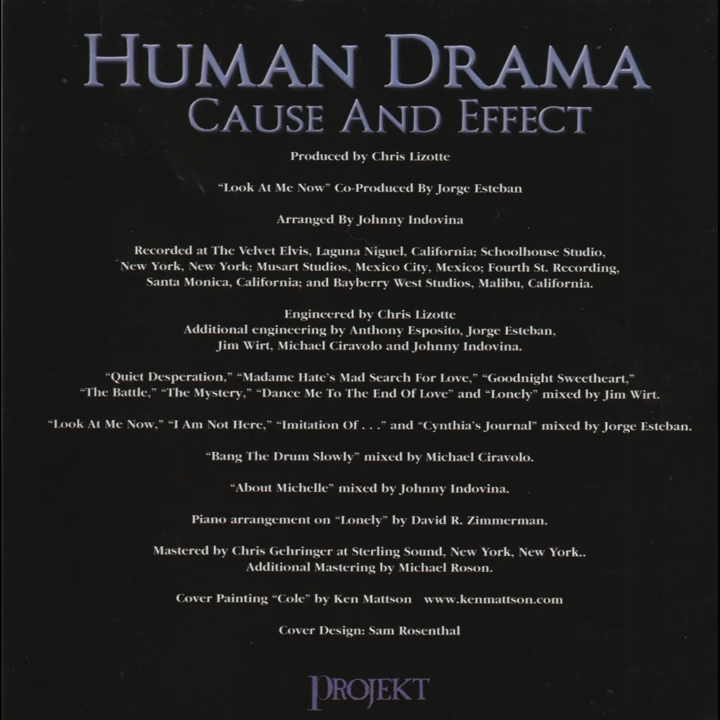 HUMAN DRAMA
CAUSE AND EFFECT
Produced by Chris Lizotte
“Look At Me Now” Co-Produced By Jorge Esteban
Arranged By Johnny Indovina
Recorded at The Velvet Elvis, Laguna Niguel, California; Schoolhouse Studio,
New York, New York; Musart Studios, Mexico City, Mexico; Fourth St. Recording,
Santa Monica, California; and Bayberry West Studios, Malibu, California.
Engineered by Chris Lizotte
Additional engineering by Anthony Esposito, Jorge Esteban,
Jim Wirt, Michael Ciravolo and Johnny Indovina.
“Quiet Desperation,” “Madame Hate’s Mad Search For Love,” “Goodnight Sweetheart,”
“The Battle,” “The Mystery,” “Dance Me To The End Of Love” and “Lonely” mixed by Jim Wirt.
“Look At Me Now,” “I Am Not Here,” “Imitation Of . . .” and “Cynthia’s Journal” mixed by Jorge Esteban.
“Bang The Drum Slowly” mixed by Michael Ciravolo.
“About Michelle” mixed by Johnny Indovina.
Piano arrangement on “Lonely” by David R. Zimmerman.
Mastered by Chris Gehringer at Sterling Sound, New York, New York..
Additional Mastering by Michael Roson.
Cover Painting “Cole” by Ken Mattson www.kenmattson.com
Cover Design: Sam Rosenthal
PROJEKT